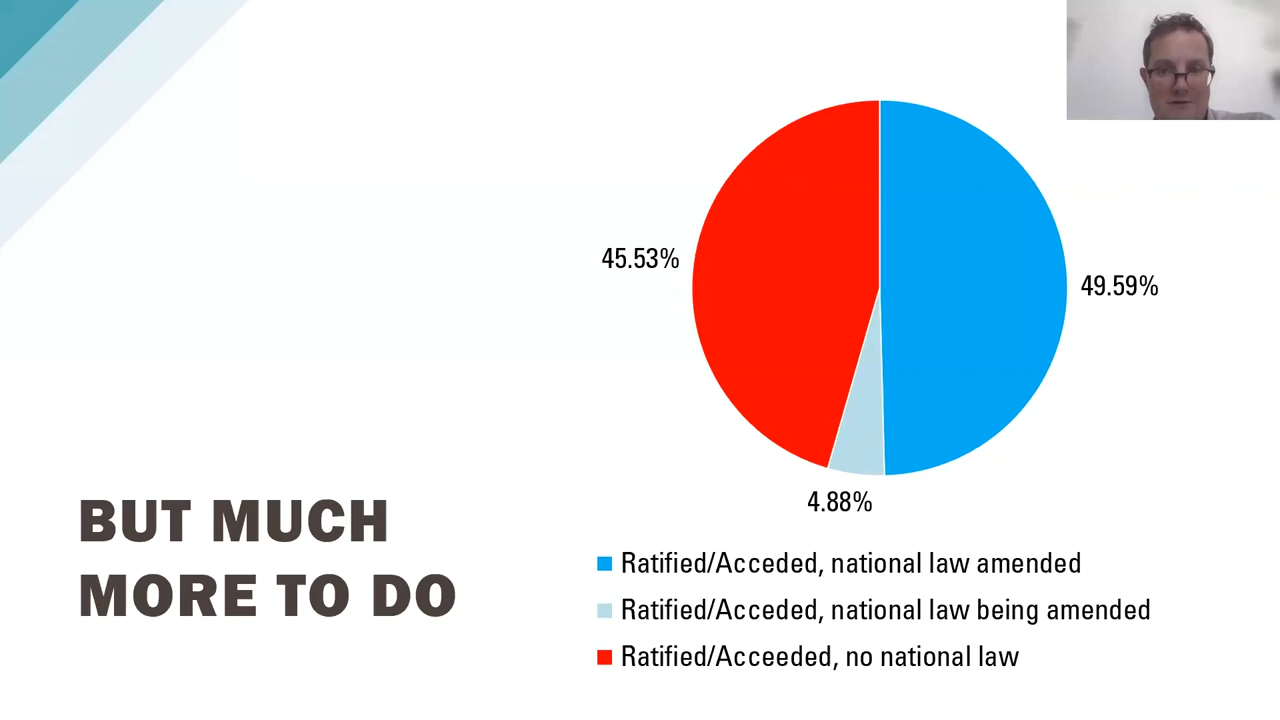 45.53%
49.59%
4.88%
BUT MUCH
MORE TO DO
Ratified/Acceded, national law amended
Ratified/Acceded, national law being amended
Ratified/Acceeded, no national law